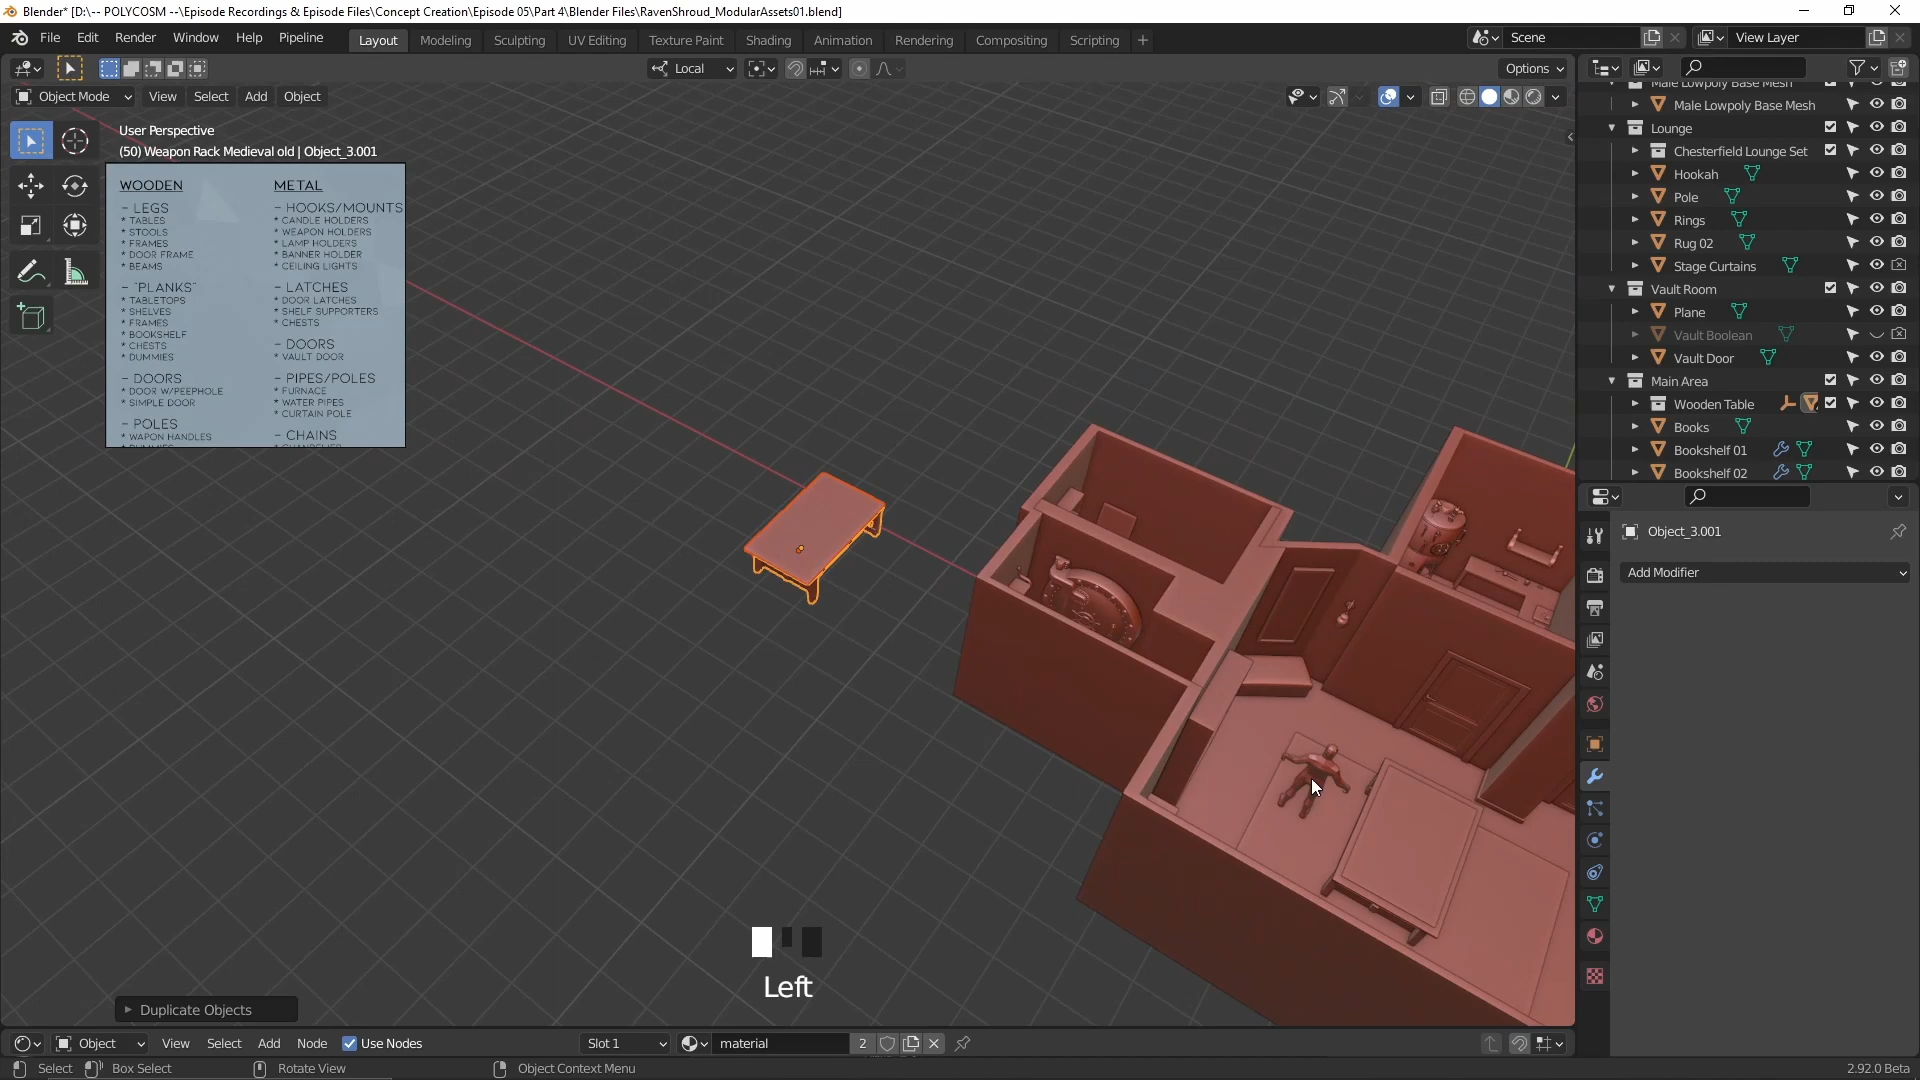 Blender* [D:\-- POLYCOSM --\Episode Recordings & Episode Files\Concept Creation\Episode 05\Part 4\Blender Files\RavenShroud_ModularAssets01.blend]
File Edit Render Window Help Pipeline Layout Modeling Sculpting UV Editing Texture Paint Shading Animation Rendering Compositing Scripting + Scene View Layer
Local Options
Object Mode View Select Add Object
User Perspective
(50) Weapon Rack Medieval old | Object_3.001
WOODEN
- LEGS
* TABLES
* STOOLS
* FRAMES
* DOOR FRAME
* BEAMS
- "PLANKS"
* TABLETOPS
* SHELVES
* FRAMES
* BOOKSHELF
* CHESTS
* DUMMIES
- DOORS
* DOOR W/PEEPHOLE
* SIMPLE DOOR
- POLES
* WAPON HANDLES
METAL
- HOOKS/MOUNTS
* CANDLE HOLDERS
* WEAPON HOLDERS
* LAMP HOLDERS
* BANNER HOLDER
* CEILING LIGHTS
- LATCHES
* DOOR LATCHES
* SHELF SUPPORTERS
* CHESTS
- DOORS
* VAULT DOOR
- PIPES/POLES
* FURNACE
* WATER PIPES
* CURTAIN POLE
- CHAINS
Male Lowpoly Base Mesh
Male Lowpoly Base Mesh
Lounge
Chesterfield Lounge Set
Hookah
Pole
Rings
Rug 02
Stage Curtains
Vault Room
Plane
Vault Boolean
Vault Door
Main Area
Wooden Table
Books
Bookshelf 01
Bookshelf 02
Object_3.001
Add Modifier
Left
Duplicate Objects
Object View Select Add Node Use Nodes Slot 1 material 2
Select Box Select Rotate View Object Context Menu 2.92.0 Beta